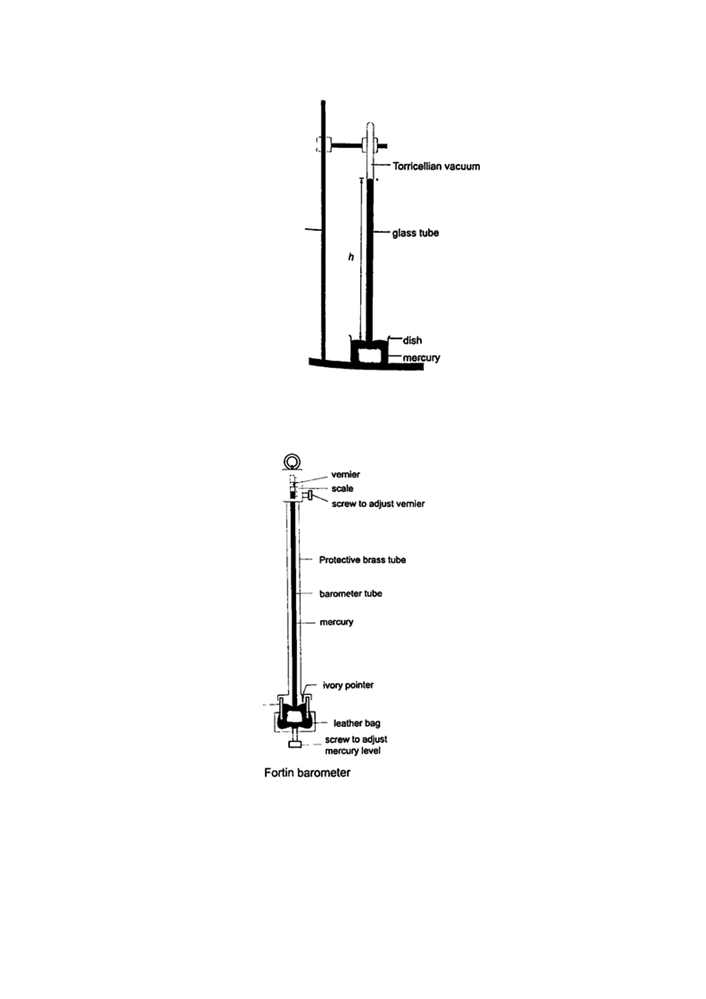 Torricellian vacuum
glass tube
h
dish
mercury
vernier
scale
screw to adjust vernier
Protective brass tube
barometer tube
mercury
ivory pointer
leather bag
screw to adjust
mercury level
Fortin barometer